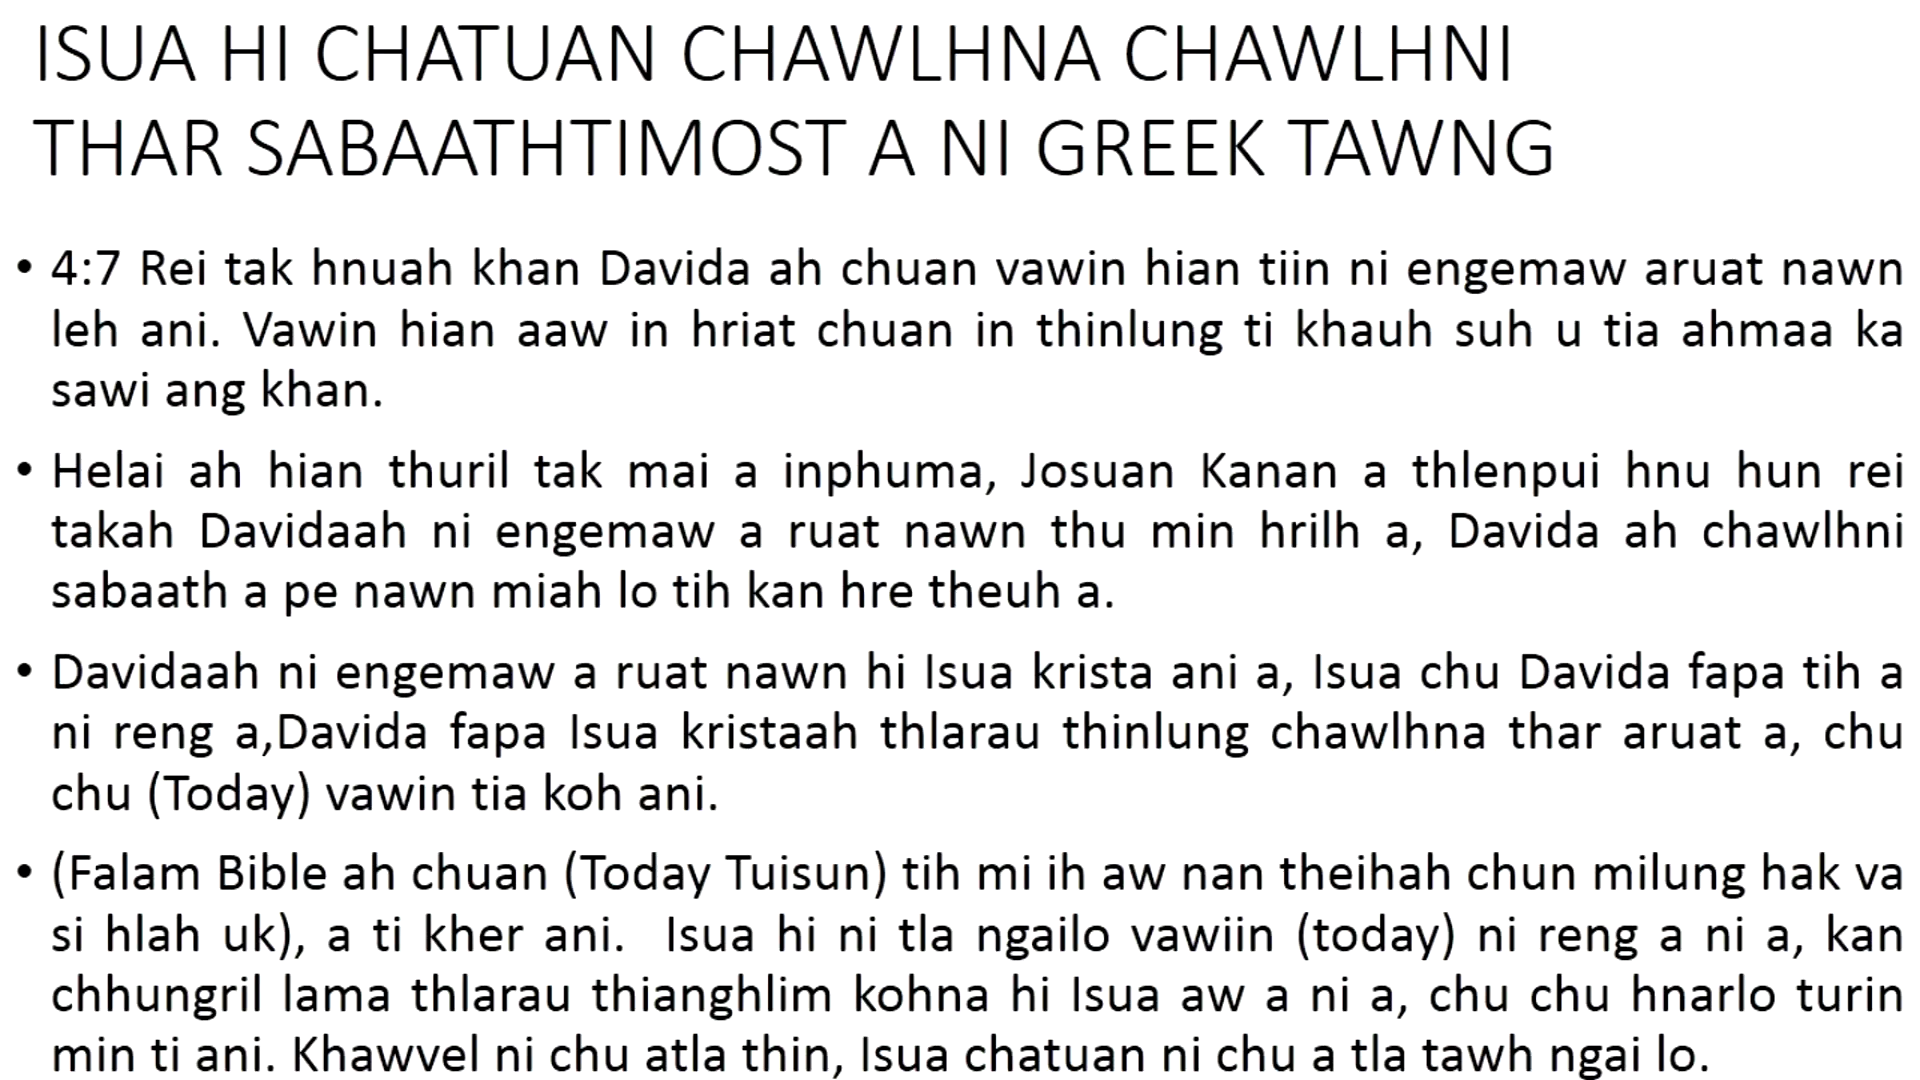 ISUA HI CHATUAN CHAWLHNA CHAWLHNI
THAR SABAATHTIMOST A NI GREEK TAWNG
• 4:7 Rei tak hnuah khan Davida ah chuan vawin hian tiin ni engemaw aruat nawn
leh ani. Vawin hian aaw in hriat chuan in thinlung ti khauh suh u tia ahmaa ka
sawi ang khan.
• Helai ah hian thuril tak mai a inphuma, Josuan Kanan a thlenpui hnu hun rei
takah Davidaah ni engemaw a ruat nawn thu min hrilh a, Davida ah chawlhni
sabaath a pe nawn miah lo tih kan hre theuh a.
• Davidaah ni engemaw a ruat nawn hi Isua krista ani a, Isua chu Davida fapa tih a
ni reng a,Davida fapa Isua kristaah thlarau thinlung chawlhna thar aruat a, chu
chu (Today) vawin tia koh ani.
• (Falam Bible ah chuan (Today Tuisun) tih mi ih aw nan theihah chun milung hak va
si hlah uk), a ti kher ani.  Isua hi ni tla ngailo vawiin (today) ni reng a ni a, kan
chhungril lama thlarau thianghlim kohna hi Isua aw a ni a, chu chu hnarlo turin
min ti ani. Khawvel ni chu atla thin, Isua chatuan ni chu a tla tawh ngai lo.